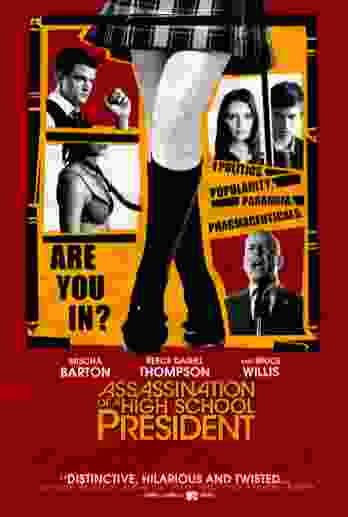 POLITICS,
POPULARITY,
PARANOIA,
PHARMACEUTICALS.
ARE
YOU
IN?
MISCHA REECE DANIEL AND BRUCE
BARTON THOMPSON WILLIS
ASSASSINATION
OF A HIGH SCHOOL
PRESIDENT
"DISTINCTIVE, HILARIOUS AND TWISTED...